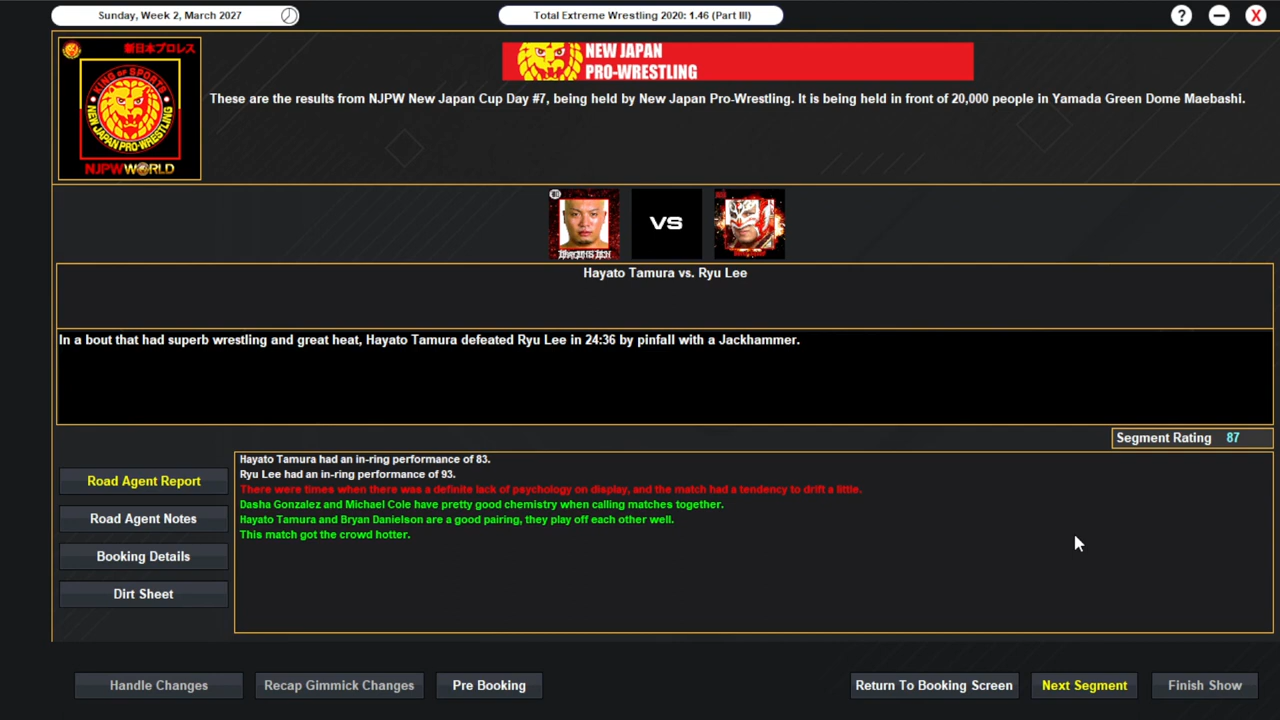 Sunday, Week 2, March 2027
Total Extreme Wrestling 2020: 1.46 (Part III)
新日本プロレス
KING OF SPORTS
NEW JAPAN PRO-WRESTLING
NJPWWORLD
NEW JAPAN
PRO-WRESTLING
These are the results from NJPW New Japan Cup Day #7, being held by New Japan Pro-Wrestling. It is being held in front of 20,000 people in Yamada Green Dome Maebashi.
VS
Hayato Tamura vs. Ryu Lee
In a bout that had superb wrestling and great heat, Hayato Tamura defeated Ryu Lee in 24:36 by pinfall with a Jackhammer.
Segment Rating 87
Road Agent Report
Road Agent Notes
Booking Details
Dirt Sheet
Hayato Tamura had an in-ring performance of 83.
Ryu Lee had an in-ring performance of 93.
There were times when there was a definite lack of psychology on display, and the match had a tendency to drift a little.
Dasha Gonzalez and Michael Cole have pretty good chemistry when calling matches together.
Hayato Tamura and Bryan Danielson are a good pairing, they play off each other well.
This match got the crowd hotter.
Handle Changes
Recap Gimmick Changes
Pre Booking
Return To Booking Screen
Next Segment
Finish Show